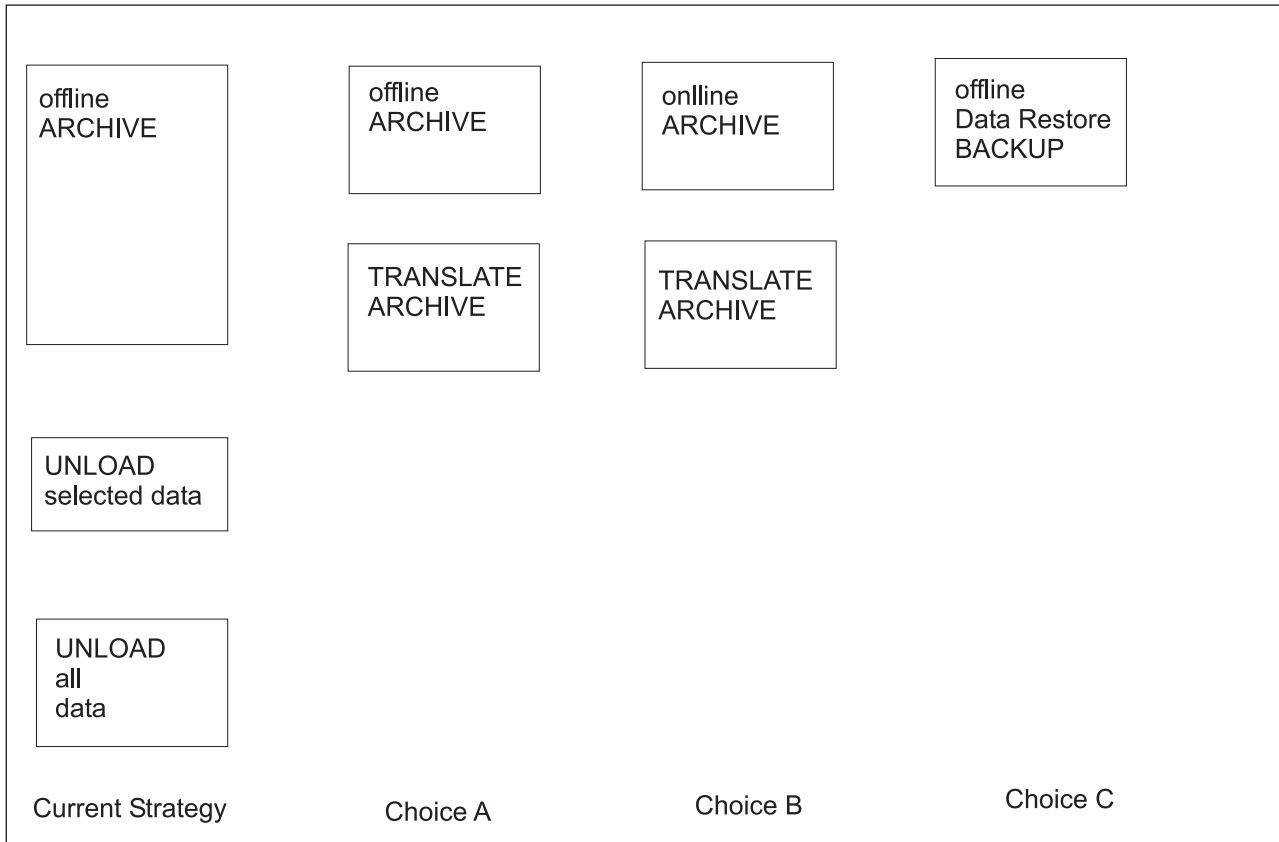 offline
ARCHIVE
UNLOAD
selected data
UNLOAD
all
data
Current Strategy
offline
ARCHIVE
TRANSLATE
ARCHIVE
Choice A
onlline
ARCHIVE
TRANSLATE
ARCHIVE
Choice B
offline
Data Restore
BACKUP
Choice C